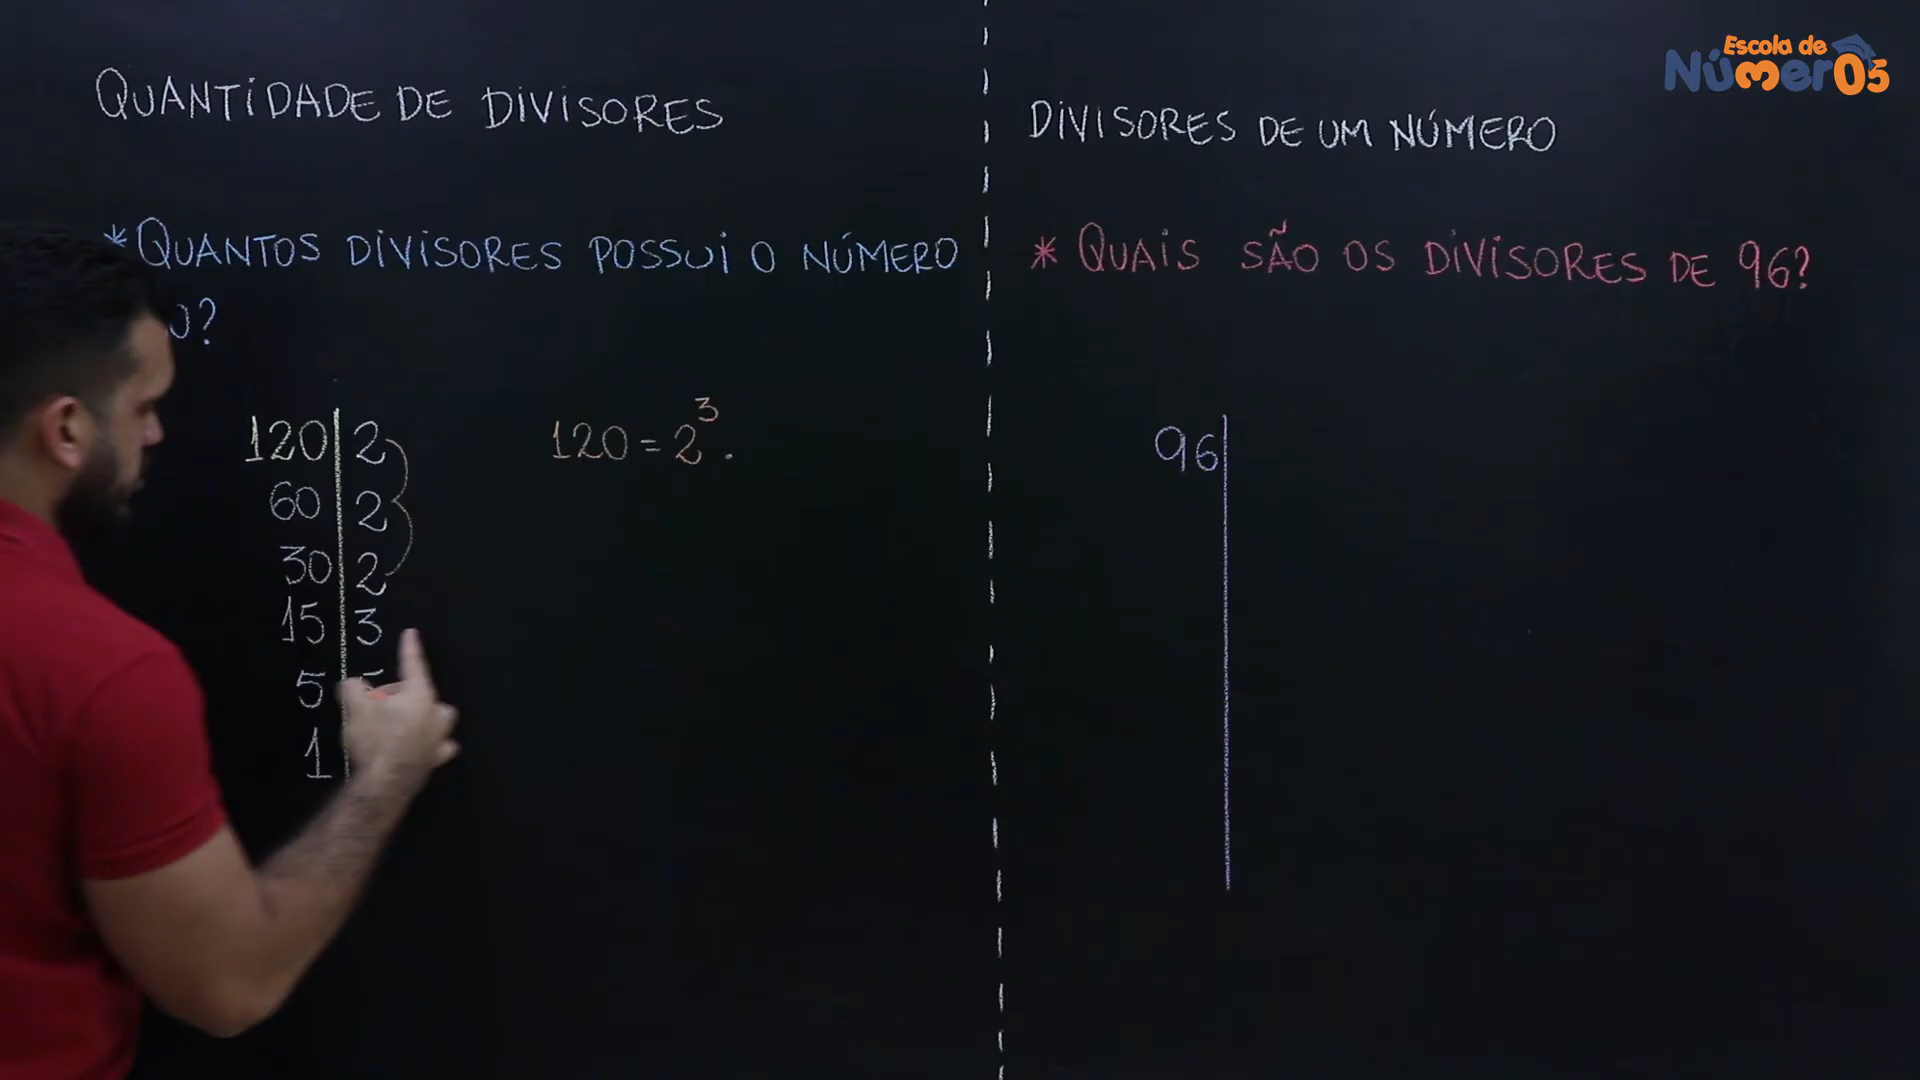 Escola de
NúmerOs
QUANTIDADE DE DIVISORES
*QUANTOS DIVISORES POSSUI O NÚMERO
0?
120 | 2
60 | 2
30 | 2
15 | 3
5
1
120 = 2³ .
DIVISORES DE UM NÚMERO
* QUAIS SÃO OS DIVISORES DE 96?
96